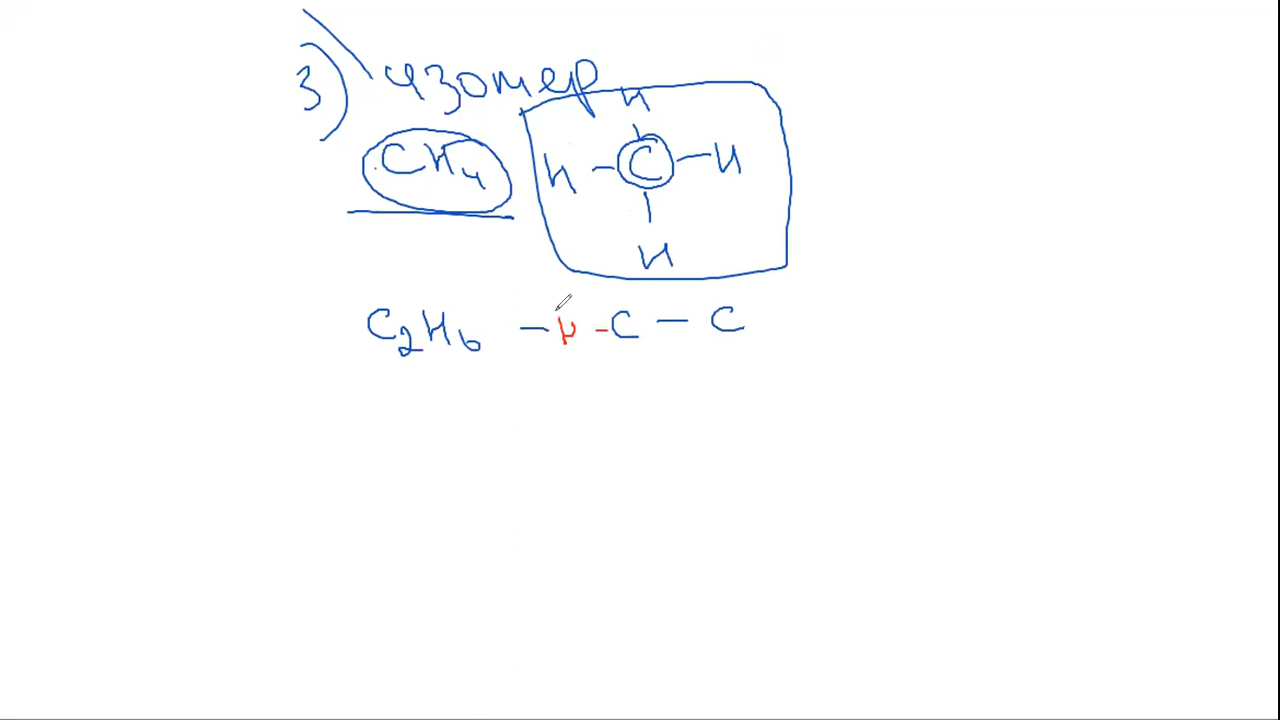 3) изомер
CH₄
H
H – C – H
H
C₂H₆ – H – C – C